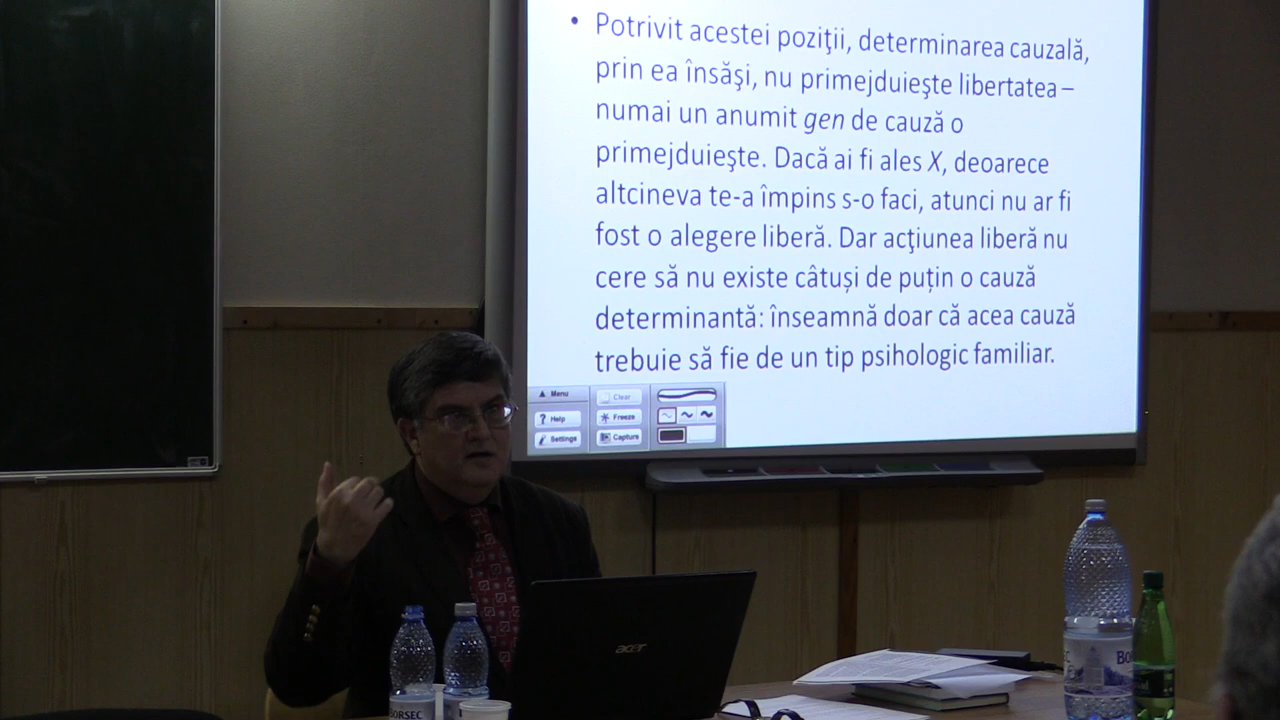 • Potrivit acestei poziţii, determinarea cauzală,
prin ea însăşi, nu primejduieşte libertatea –
numai un anumit gen de cauză o
primejduieşte. Dacă ai fi ales X, deoarece
altcineva te-a împins s-o faci, atunci nu ar fi
fost o alegere liberă. Dar acţiunea liberă nu
cere să nu existe câtuși de puțin o cauză
determinantă: înseamnă doar că acea cauză
trebuie să fie de un tip psihologic familiar.
Menu
Clear
? Help
Freeze
Settings
Capture
acer
BORSEC